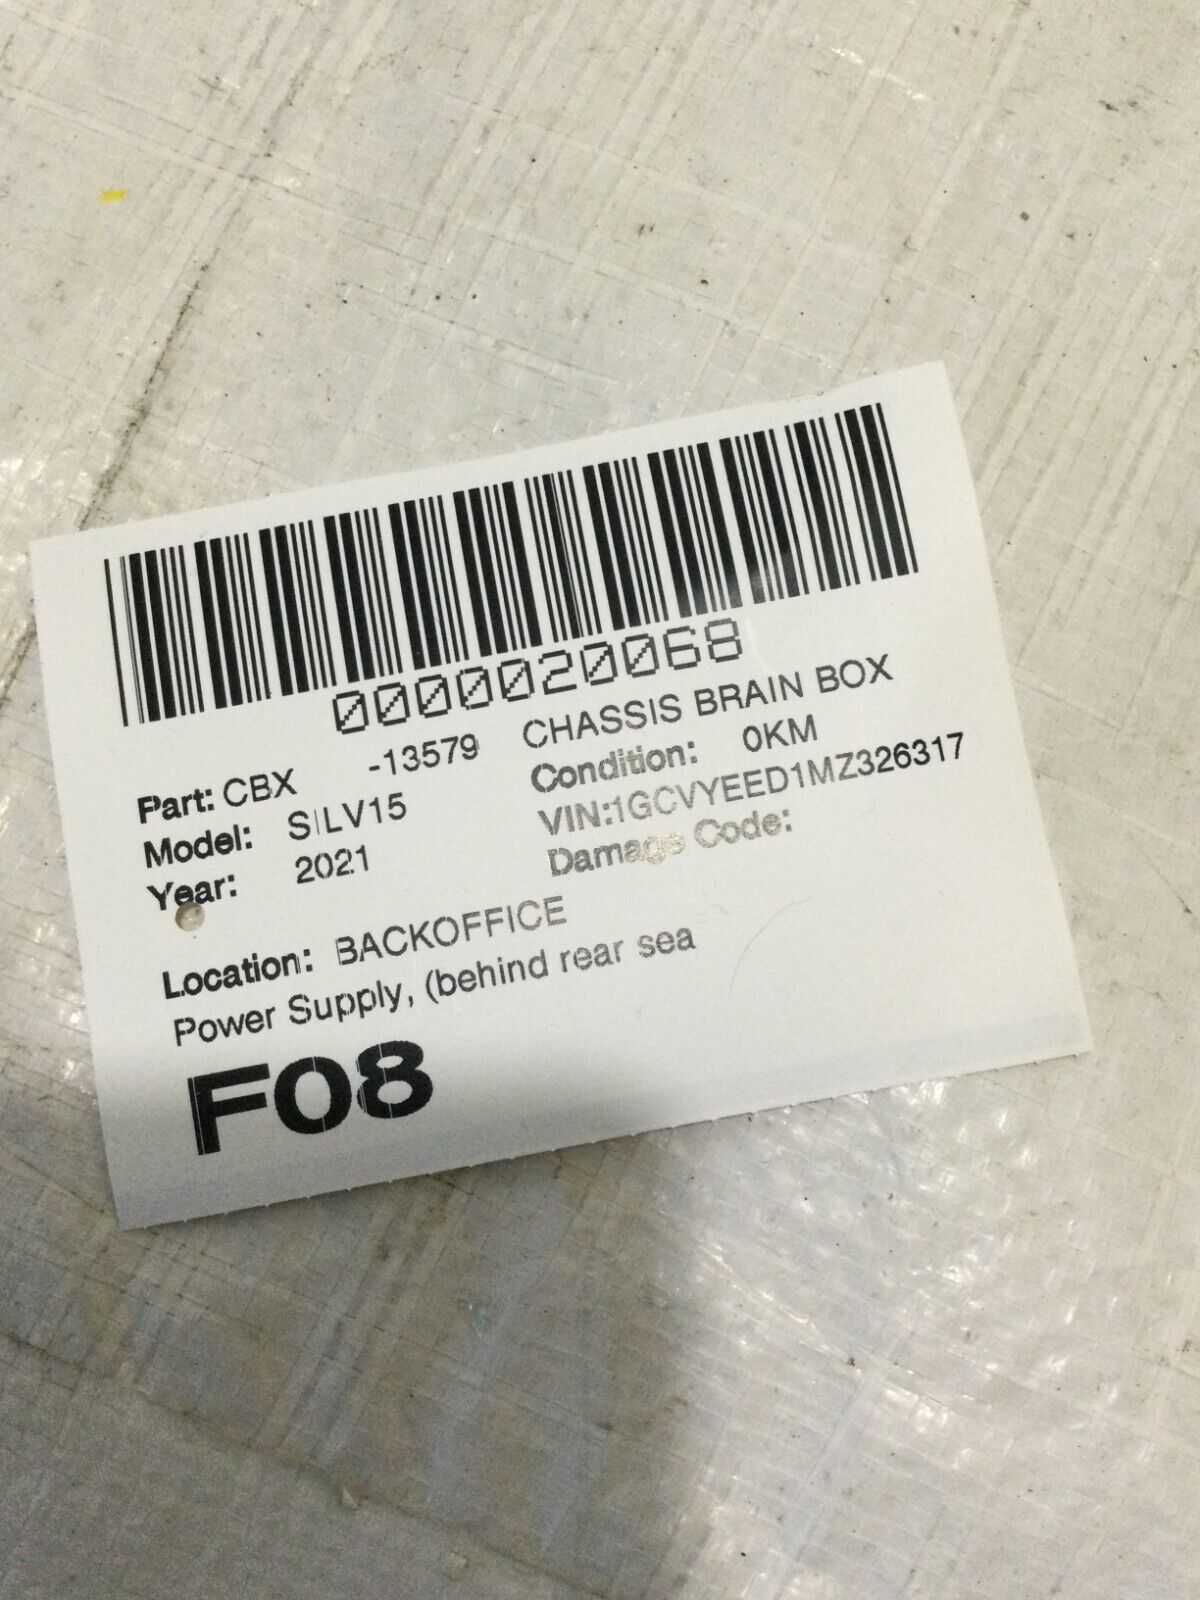 0000020068
Part: CBX -13579 CHASSIS BRAIN BOX
Model: SILV15 Condition: 0KM
Year: 2021 VIN:1GCVYEED1MZ326317
Damage Code:
Location: BACKOFFICE
Power Supply, (behind rear sea
F08